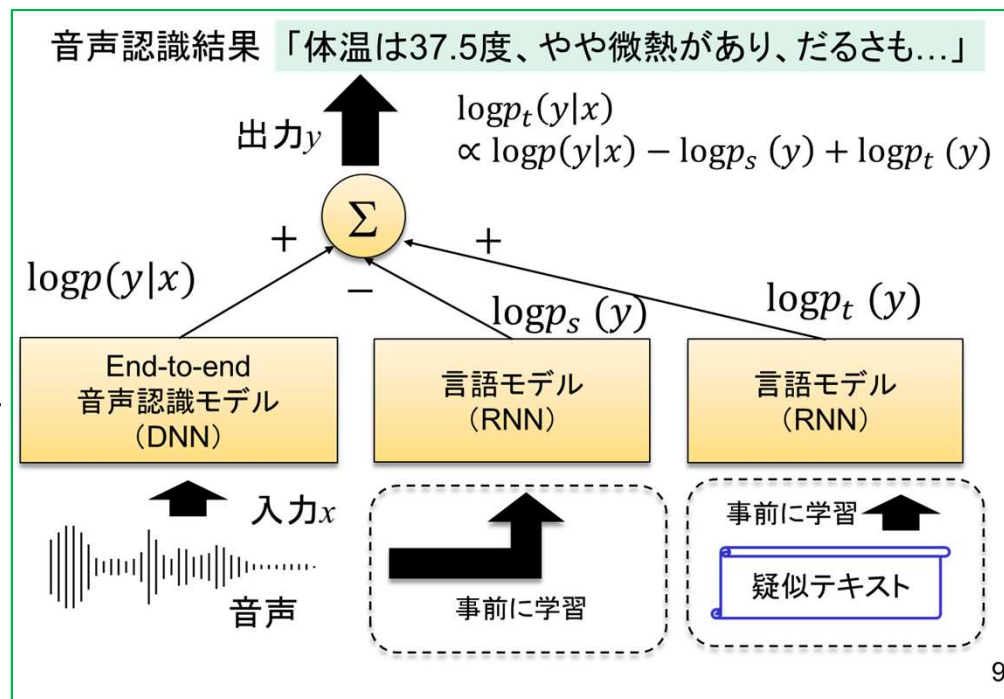 音声認識結果 「体温は37.5度、やや微熱があり、だるさも…」
出力y
logp_t(y|x)
∝ logp(y|x) − logp_s (y) + logp_t (y)
Σ
+
−
+
logp(y|x)
logp_s (y)
logp_t (y)
End-to-end
音声認識モデル
（DNN）
言語モデル
（RNN）
言語モデル
（RNN）
入力x
音声
事前に学習
事前に学習
疑似テキスト
9